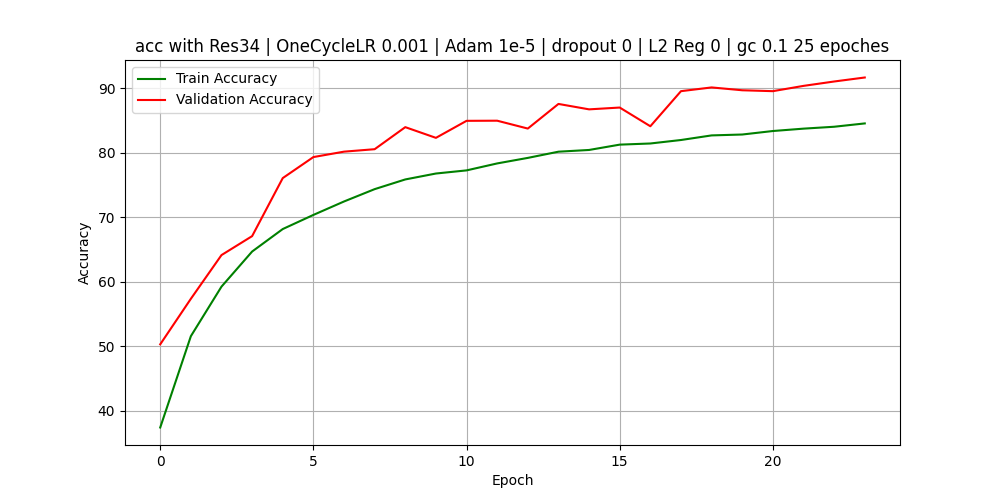 acc with Res34 | OneCycleLR 0.001 | Adam 1e-5 | dropout 0 | L2 Reg 0 | gc 0.1 25 epoches
Train Accuracy
Validation Accuracy
90
80
70
60
50
40
Accuracy
0 5 10 15 20
Epoch